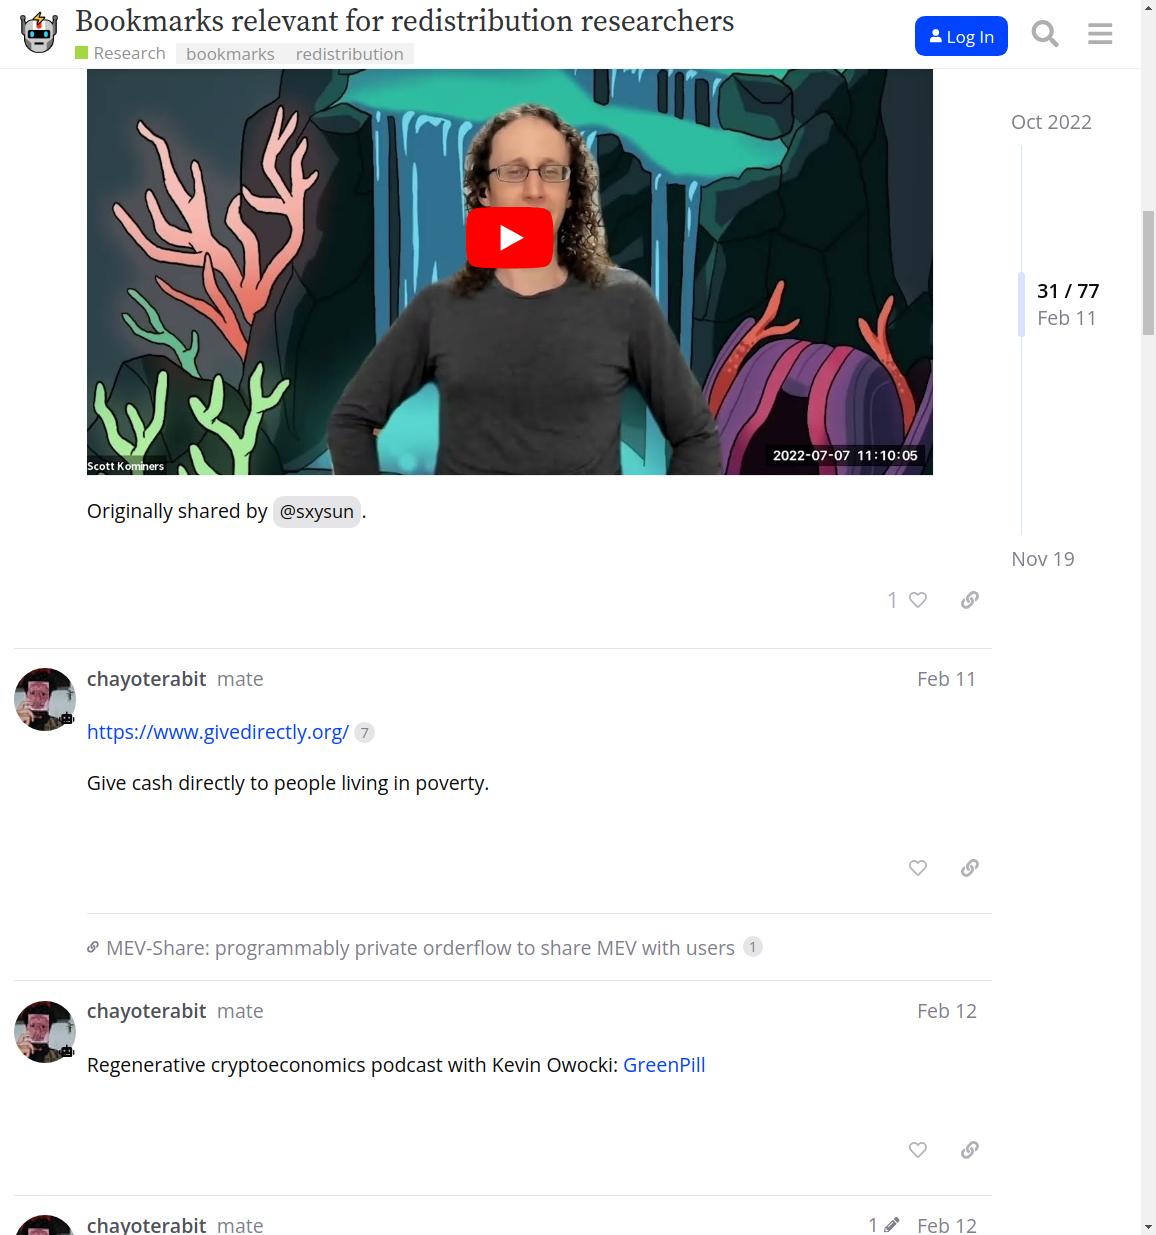 Bookmarks relevant for redistribution researchers
Research bookmarks redistribution
Log In
Scott Kominers
2022-07-07 11:10:05
Originally shared by @sxysun.
1
Oct 2022
31 / 77
Feb 11
Nov 19
chayoterabit mate Feb 11
https://www.givedirectly.org/ 7
Give cash directly to people living in poverty.
MEV-Share: programmably private orderflow to share MEV with users 1
chayoterabit mate Feb 12
Regenerative cryptoeconomics podcast with Kevin Owocki: GreenPill
chayoterabit mate 1 Feb 12